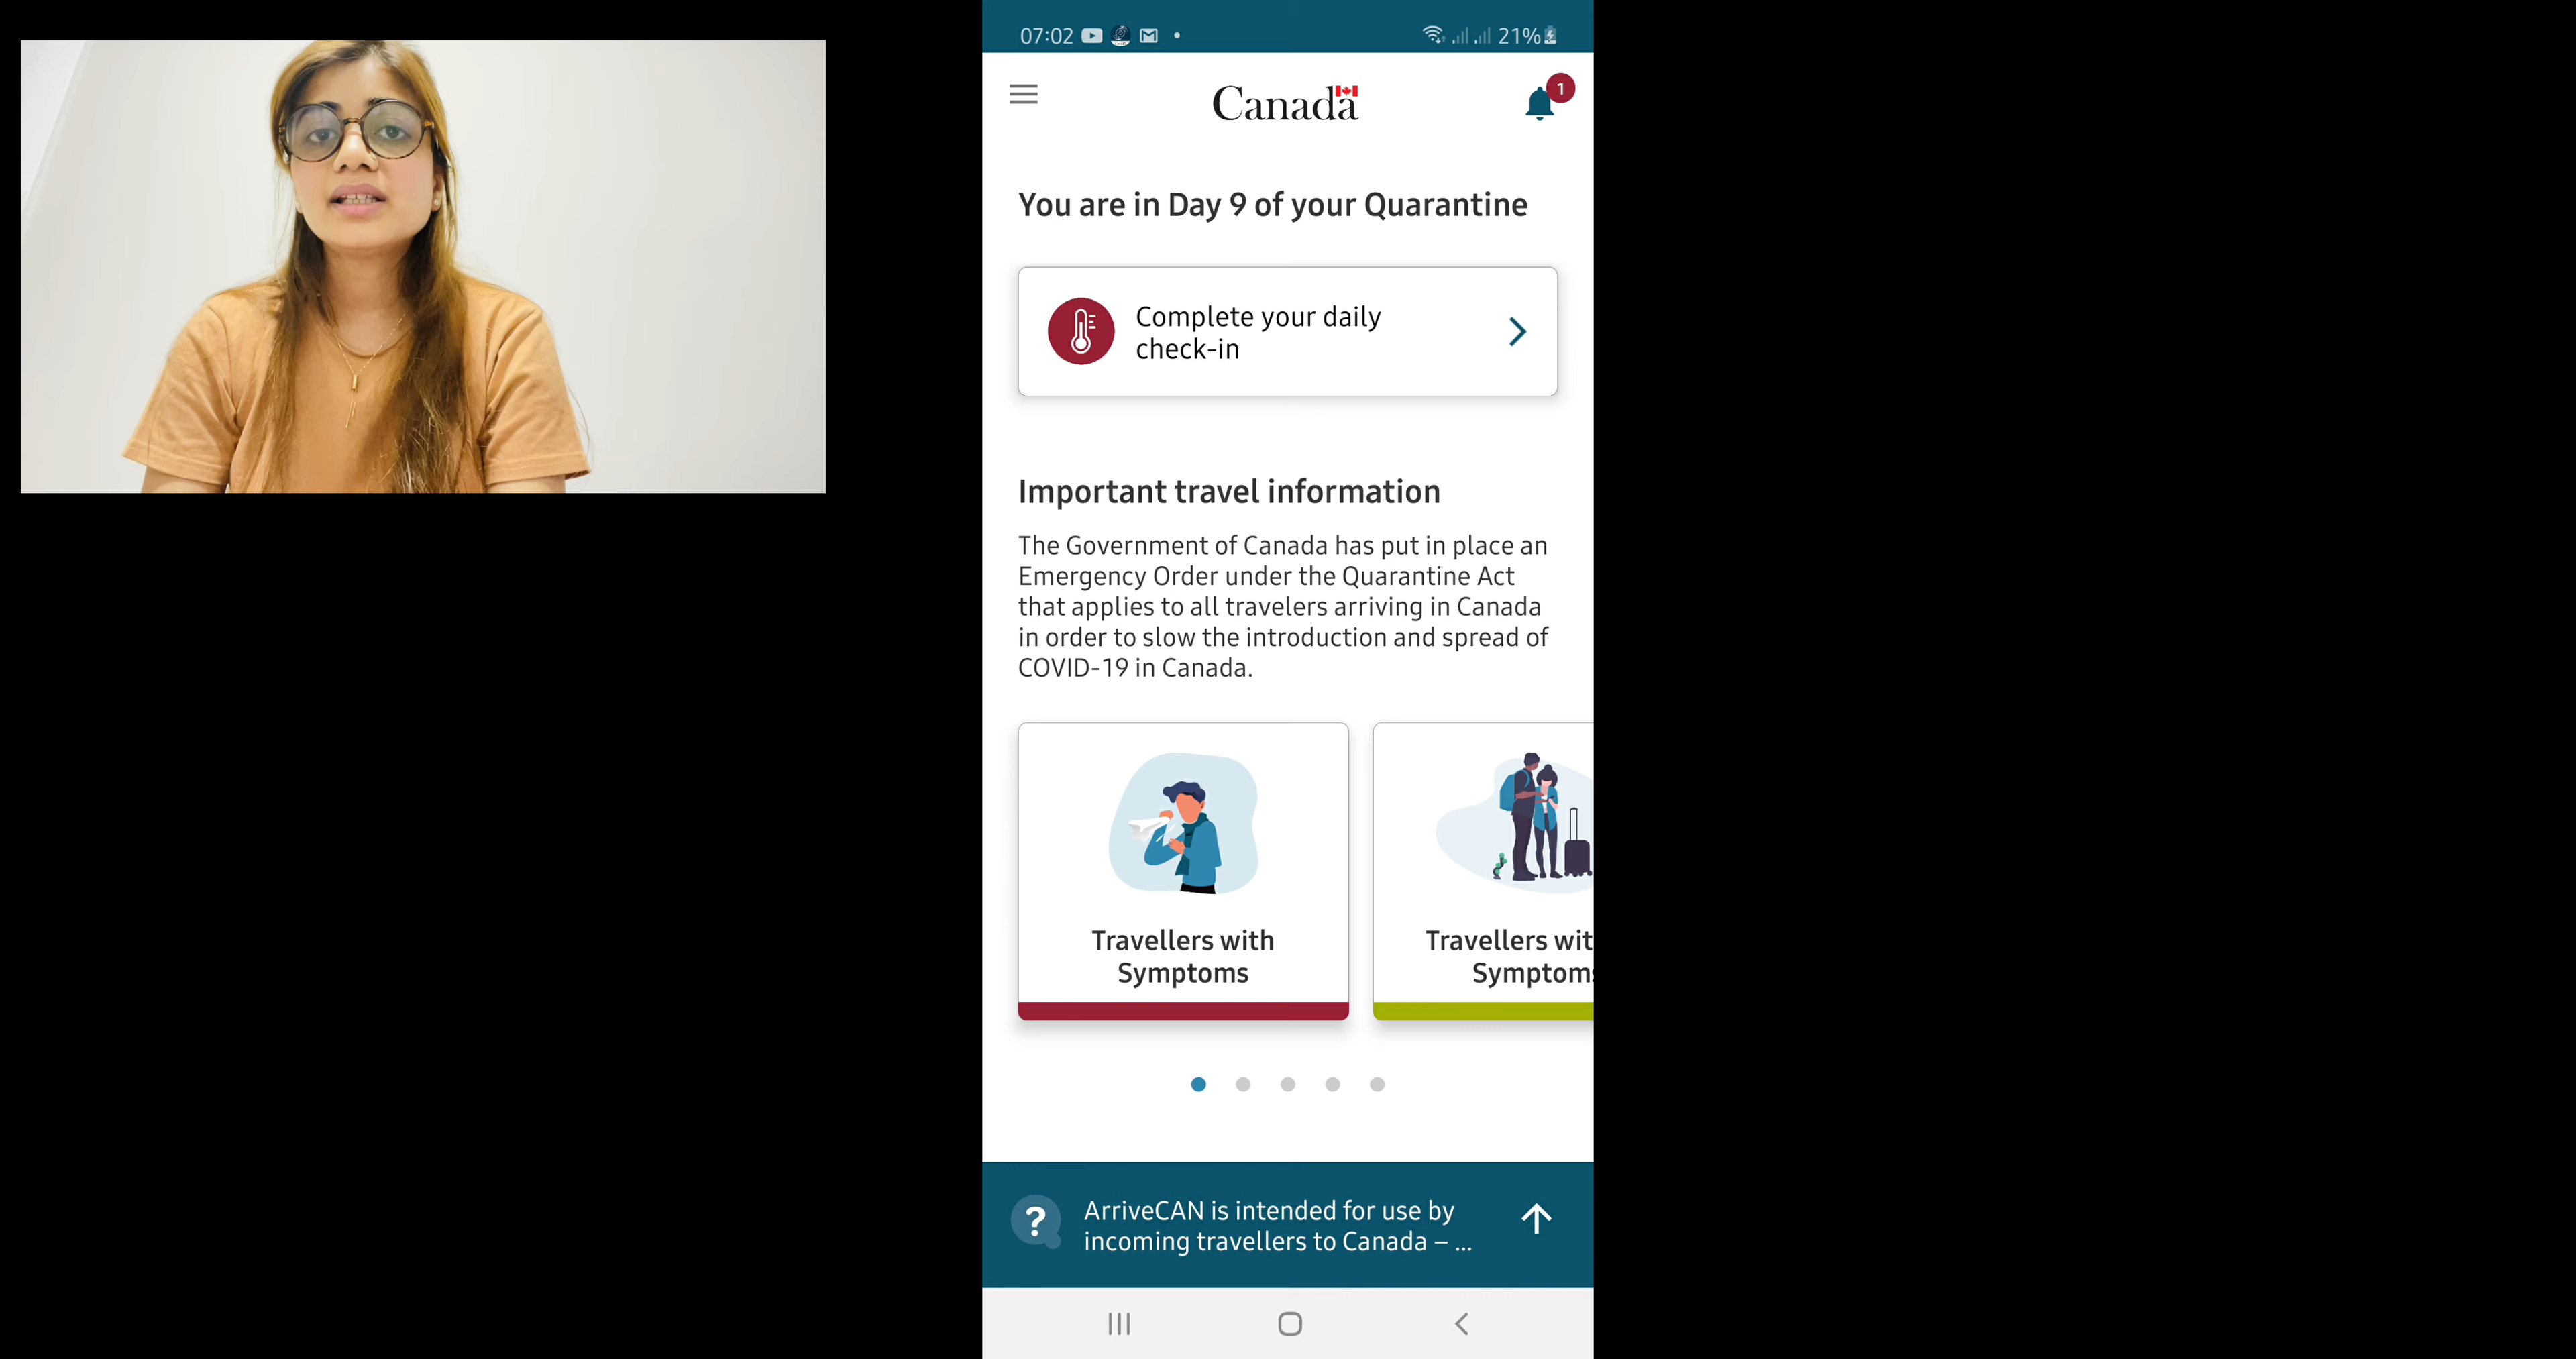 07:02
21%
Canada
1
You are in Day 9 of your Quarantine
Complete your daily
check-in
Important travel information
The Government of Canada has put in place an
Emergency Order under the Quarantine Act
that applies to all travelers arriving in Canada
in order to slow the introduction and spread of
COVID-19 in Canada.
Travellers with
Symptoms
Travellers wit
Symptoms
?
ArriveCAN is intended for use by
incoming travellers to Canada – ...